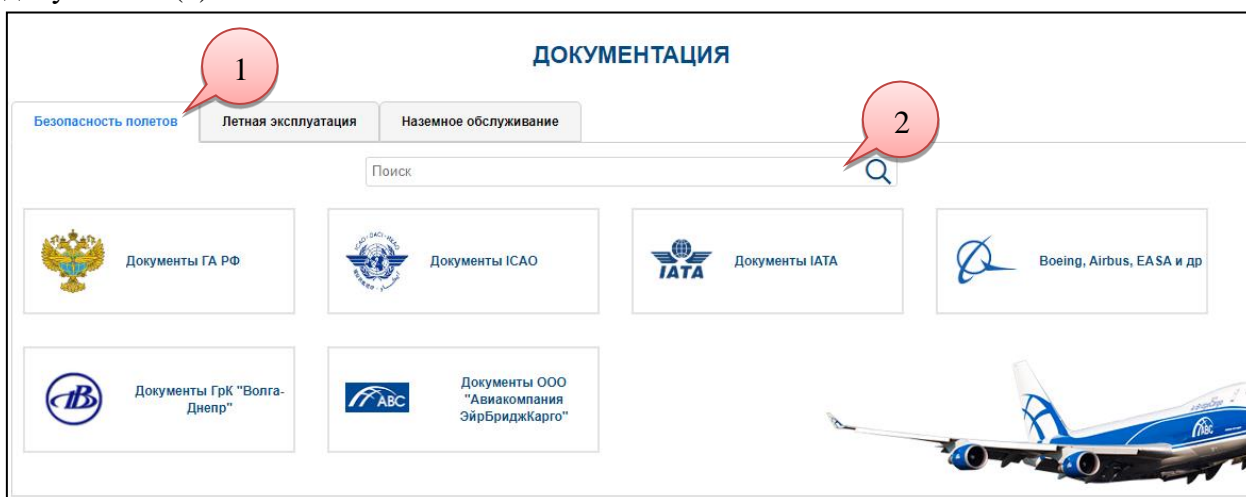 1
ДОКУМЕНТАЦИЯ
Безопасность полетов
Летная эксплуатация
Наземное обслуживание
2
Поиск
Документы ГА РФ
Документы ICAO
IATA
Документы IATA
Boeing, Airbus, EASA и др
Документы ГрК "Волга-
Днепр"
ABC
Документы ООО
"Авиакомпания
ЭйрБриджКарго"
ABC